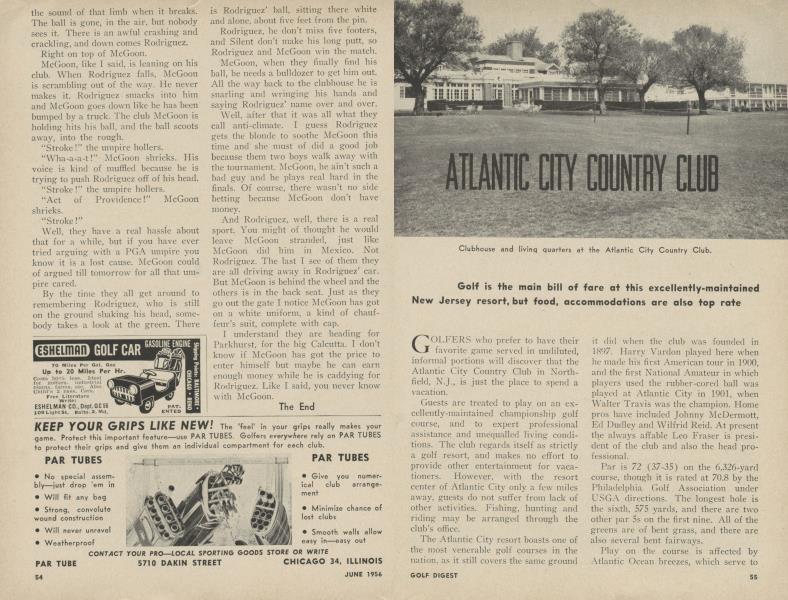 the sound of that limb when it breaks.
The ball is gone, in the air, but nobody
sees it. There is an awful crashing and
crackling, and down comes Rodriguez.
Right on top of McGoon.
McGoon, like I said, is leaning on his
club. When Rodriguez falls, McGoon
is scrambling out of the way. He never
makes it. Rodriguez smacks into him
and McGoon goes down like he has been
bumped by a truck. The club McGoon is
holding hits his ball, and the ball scoots
away, into the rough.
"Stroke!" the umpire hollers.
"Wha-a-a-t!" McGoon shricks. His
voice is kind of muffled because he is
trying to push Rodriguez off of his head.
"Stroke!" the umpire hollers.
"Act of Providence!" McGoon
shricks.
"Stroke!"
Well, they have a real hassle about
that for a while, but if you have ever
tried arguing with a PGA umpire you
know it is a lost cause. McGoon could
of argued till tomorrow for all that um-
pire cared.
By the time they all get around to
remembering Rodriguez, who is still
on the ground shaking his head, some-
body takes a look at the green. There
is Rodriguez' ball, sitting there white
and alone, about five feet from the pin.
Rodriguez, he don't miss five footers,
and Silent don't make his long putt, so
Rodriguez and McGoon win the match.
McGoon, when they finally find his
ball, he needs a bulldozer to get him out.
All the way back to the clubhouse he is
snarling and wringing his hands and
saying Rodriguez' name over and over.
Well, after that it was all what they
call anti-climate. I guess Rodriguez
gets the blonde to soothe McGoon this
time and she must of did a good job
because them two boys walk away with
the tournament. McGoon, he ain't such a
bad guy and he plays real hard in the
finals. Of course, there wasn't no side
betting because McGoon don't have
money.
And Rodriguez, well, there is a real
sport. You might of thought he would
leave McGoon stranded, just like
McGoon did him in Mexico. Not
Rodriguez. The last I see of them they
are all driving away in Rodriguez' car.
But McGoon is behind the wheel and the
others is in the back seat. Just as they
go out the gate I notice McGoon has got
on a white uniform, a kind of chauf-
feur's suit, complete with cap.
I understand they are heading for
Parkhurst, for the big Calcutta. I don't
know if McGoon has got the price to
enter himself but maybe he can earn
enough money while he is caddying for
Rodriguez. Like I said, you never know
with McGoon.
The End
ESHELMAN GOLF CAR
GASOLINE ENGINE
70 Miles Per Gal. Gas
Up to 20 Miles Per Hr.
Free Literature
Write:
ESHELMAN CO., Dept.
109 Light St. Balto. 2, Md.
PAT.
ENTED
KEEP YOUR GRIPS LIKE NEW! The 'feel' in your grips really makes your
game. Protect this important feature—use PAR TUBES. Golfers everywhere rely on PAR TUBES
to protect their grips and give them an individual compartment for each club.
PAR TUBES
• No special assem-
bly—just drop 'em in
• Will fit any bag
• Strong, convolute
wound construction
• Will never unravel
• Weatherproof
PAR TUBES
• Give you numer-
ical club arrange-
ment
• Minimize chance of
lost clubs
• Smooth walls allow
easy in—easy out
CONTACT YOUR PRO—LOCAL SPORTING GOODS STORE OR WRITE
PAR TUBE 5710 DAKIN STREET CHICAGO 34, ILLINOIS
54 JUNE 1956
ATLANTIC CITY COUNTRY CLUB
Clubhouse and living quarters at the Atlantic City Country Club.
Golf is the main bill of fare at this excellently-maintained
New Jersey resort, but food, accommodations are also top rate
GOLFERS who prefer to have their
favorite game served in undiluted,
informal portions will discover that the
Atlantic City Country Club in North-
field, N.J., is just the place to spend a
vacation.
Guests are treated to play on an ex-
cellently-maintained championship golf
course, and to expert professional
assistance and unequalled living condi-
tions. The club regards itself as strictly
a golf resort, and makes no effort to
provide other entertainment for vaca-
tioners. However, with the resort
center of Atlantic City only a few miles
away, guests do not suffer from lack of
other activities. Fishing, hunting and
riding may be arranged through the
club's office.
The Atlantic City resort boasts one of
the most venerable golf courses in the
nation, as it still covers the same ground
it did when the club was founded in
1897. Harry Vardon played here when
he made his first American tour in 1900,
and the first National Amateur in which
players used the rubber-cored ball was
played at Atlantic City in 1901, when
Walter Travis was the champion. Home
pros have included Johnny McDermott,
Ed Dudley and Wilfrid Reid. At present
the always affable Leo Fraser is presi-
dent of the club and also the head pro-
fessional.
Par is 72 (37-35) on the 6,326-yard
course, though it is rated at 70.8 by the
Philadelphia Golf Association under
USGA directions. The longest hole is
the sixth, 575 yards, and there are two
other par 5s on the first nine. All of the
greens are of bent grass, and there are
also several bent fairways.
Play on the course is affected by
Atlantic Ocean breezes, which serve to
GOLF DIGEST 55